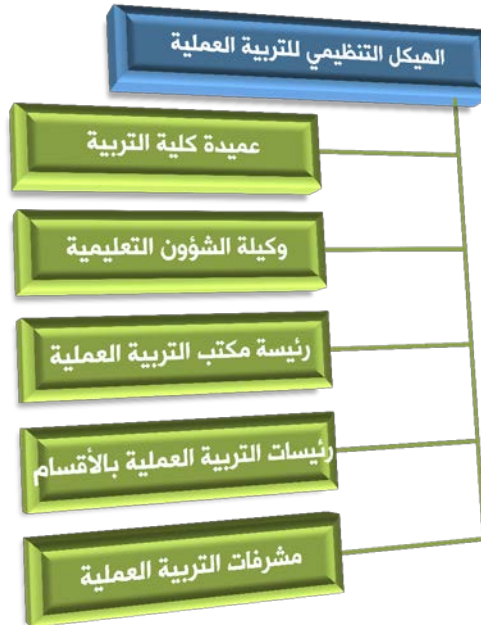 الهيكل التنظيمي للتربية العملية
عميدة كلية التربية
وكيلة الشؤون التعليمية
رئيسة مكتب التربية العملية
رئيسات التربية العملية بالأقسام
مشرفات التربية العملية